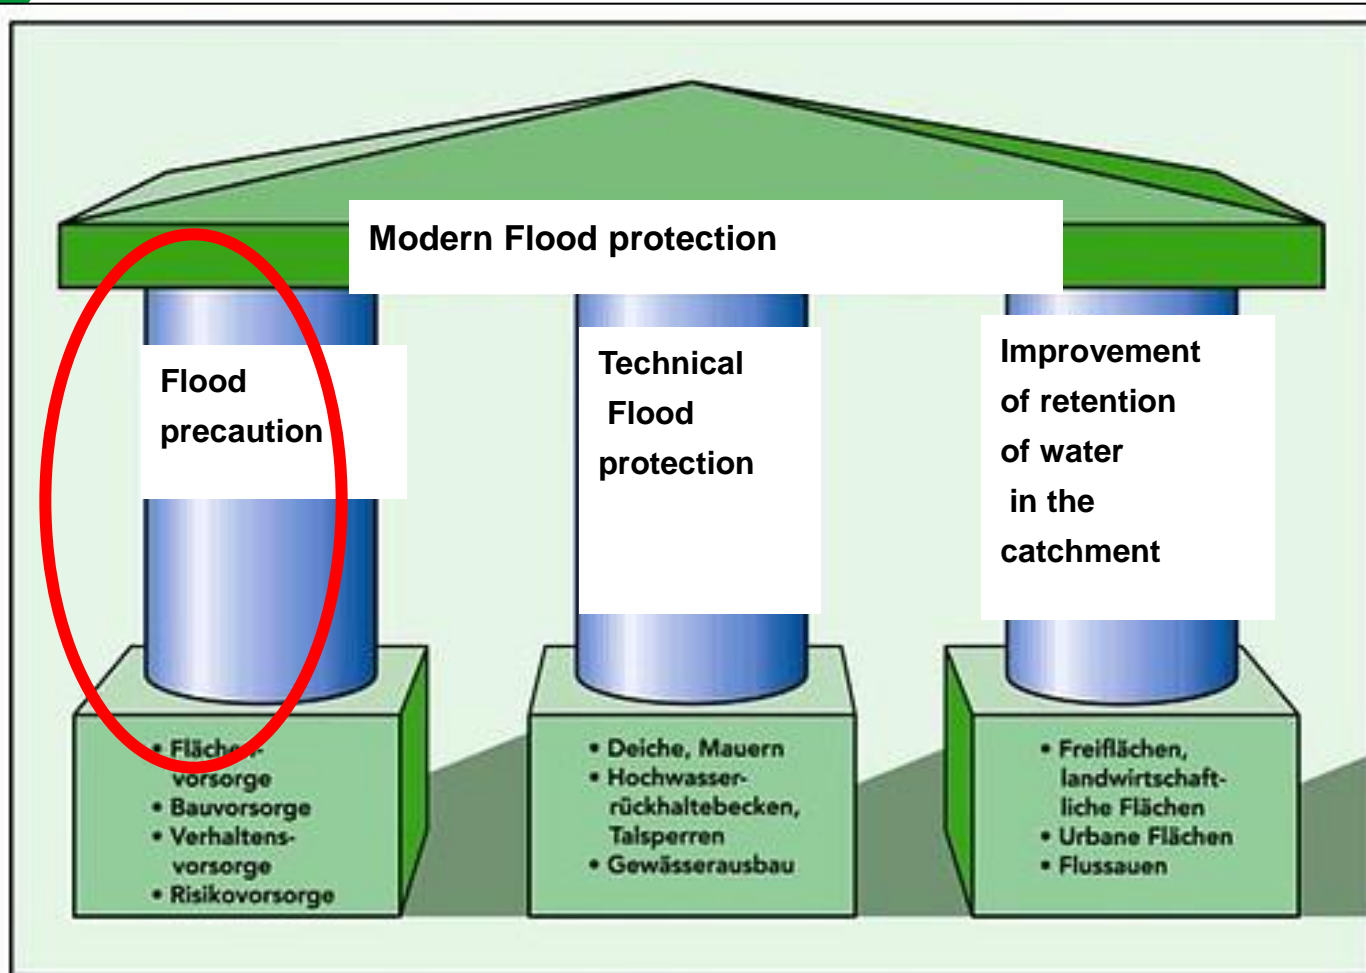 Modern Flood protection
Flood
precaution
Technical
Flood
protection
Improvement
of retention
of water
in the
catchment
• Flächen-
vorsorge
• Bauvorsorge
• Verhaltens-
vorsorge
• Risikovorsorge
• Deiche, Mauern
• Hochwasser-
rückhaltebecken,
Talsperren
• Gewässerausbau
• Freiflächen,
landwirtschaft-
liche Flächen
• Urbane Flächen
• Flussauen